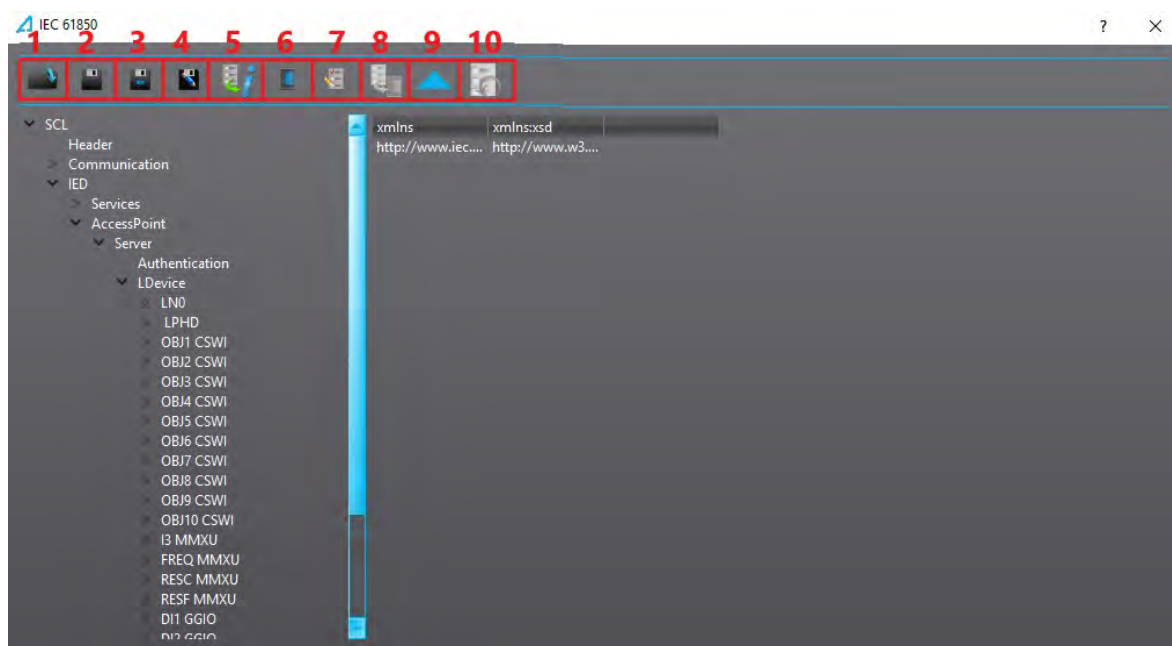 IEC 61850
?
1 2 3 4 5 6 7 8 9 10
SCL
Header
Communication
IED
Services
AccessPoint
Server
Authentication
LDevice
LN0
LPHD
OBJ1 CSWI
OBJ2 CSWI
OBJ3 CSWI
OBJ4 CSWI
OBJ5 CSWI
OBJ6 CSWI
OBJ7 CSWI
OBJ8 CSWI
OBJ9 CSWI
OBJ10 CSWI
I3 MMXU
FREQ MMXU
RESC MMXU
RESF MMXU
DI1 GGIO
DI2 GGIO
xmlns xmlns:xsd
http://www.iec.... http://www.w3....